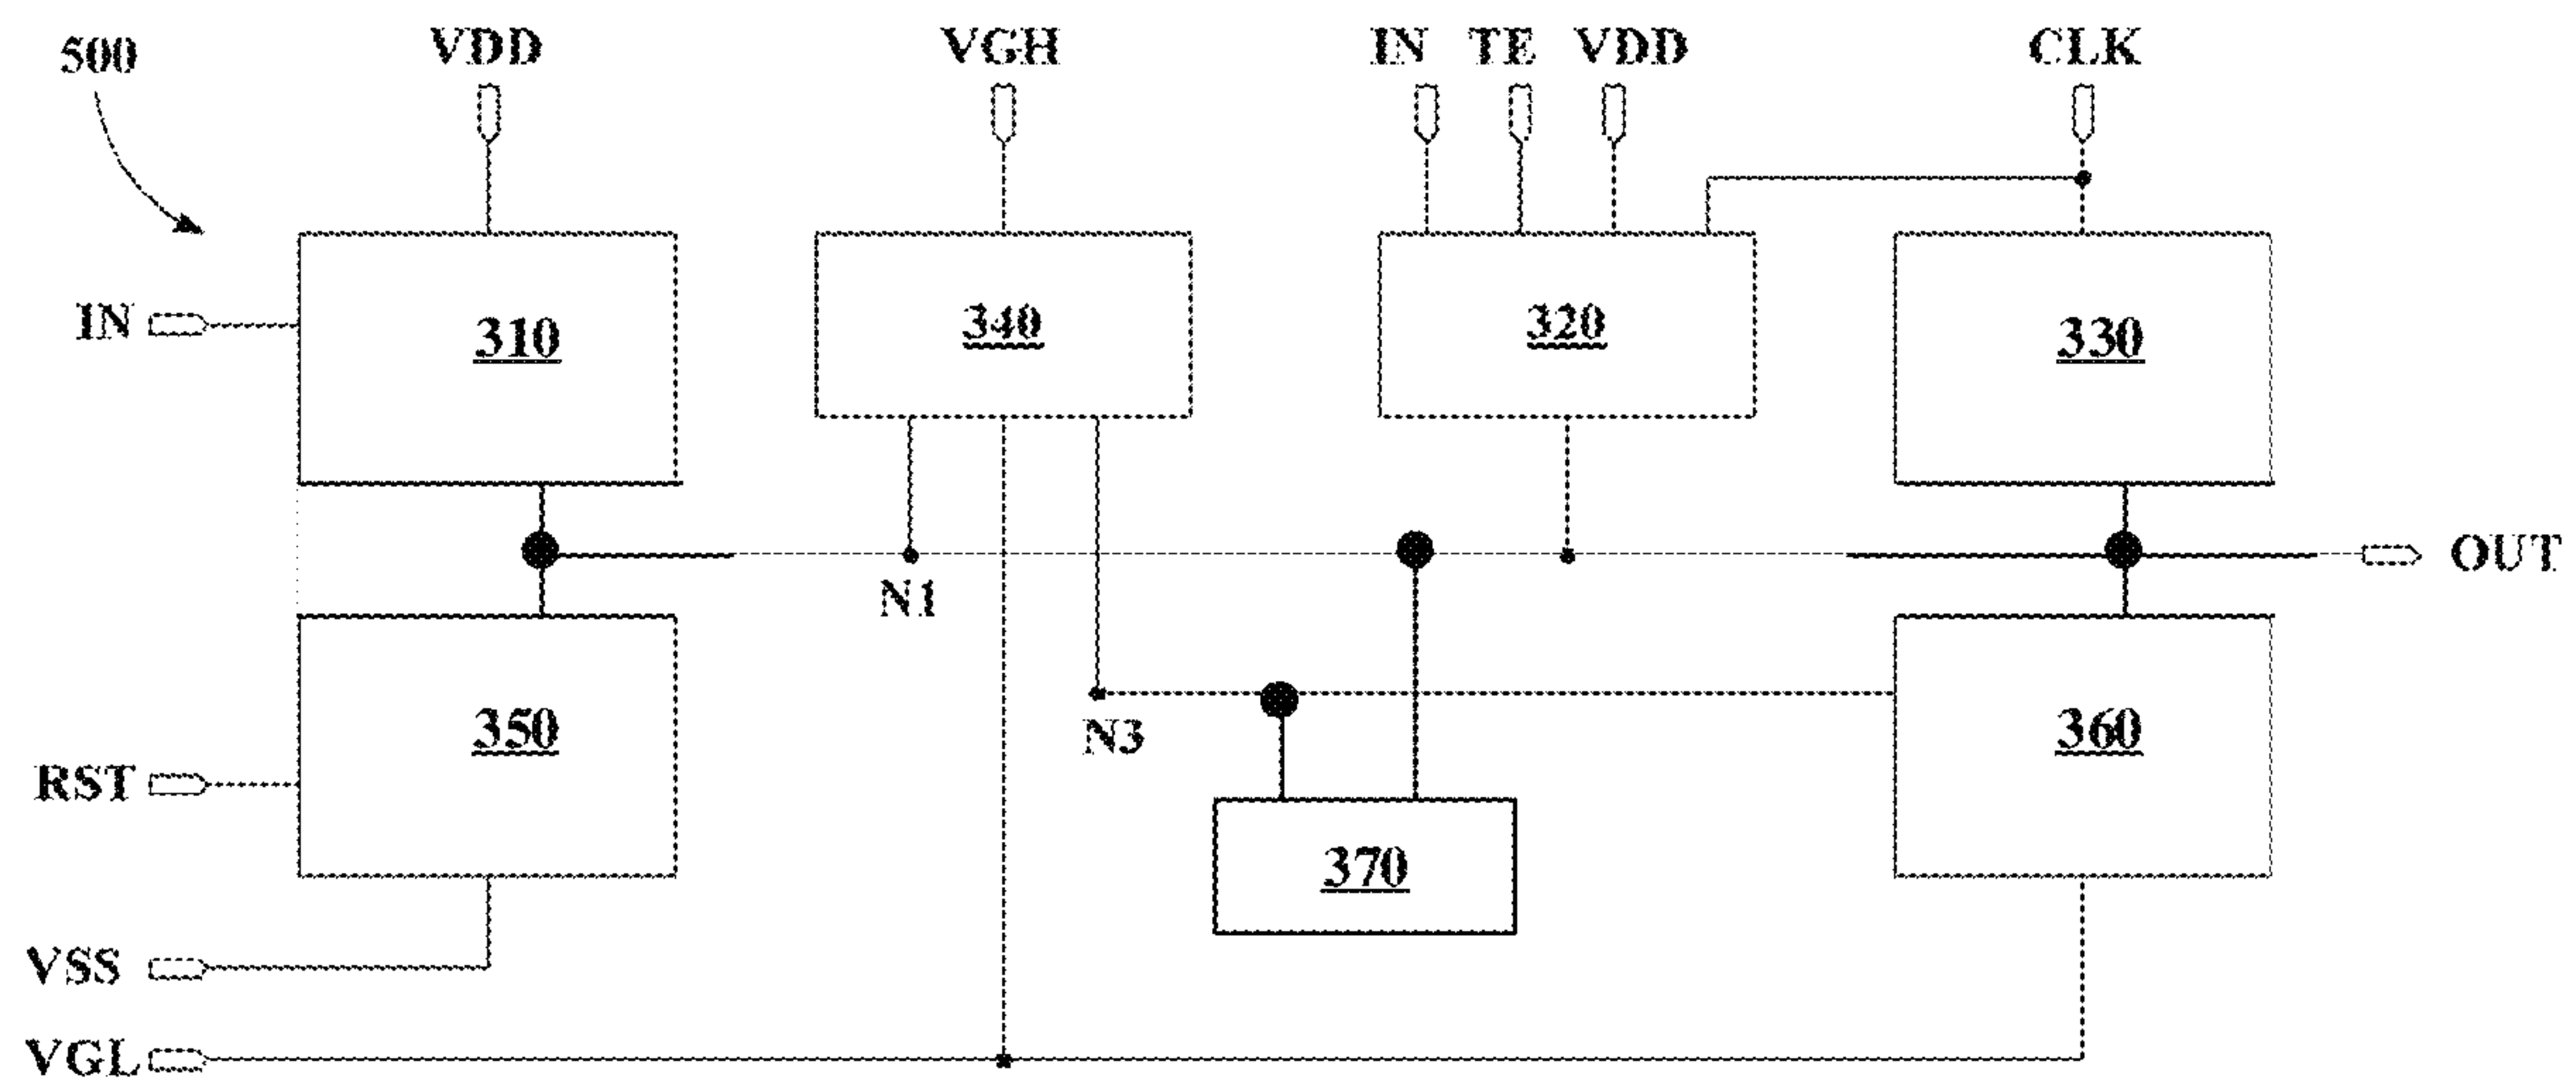 500
VDD
VGH
IN TE VDD
CLK
IN
310
340
320
330
N1
OUT
N3
350
360
RST
370
VSS
VGL